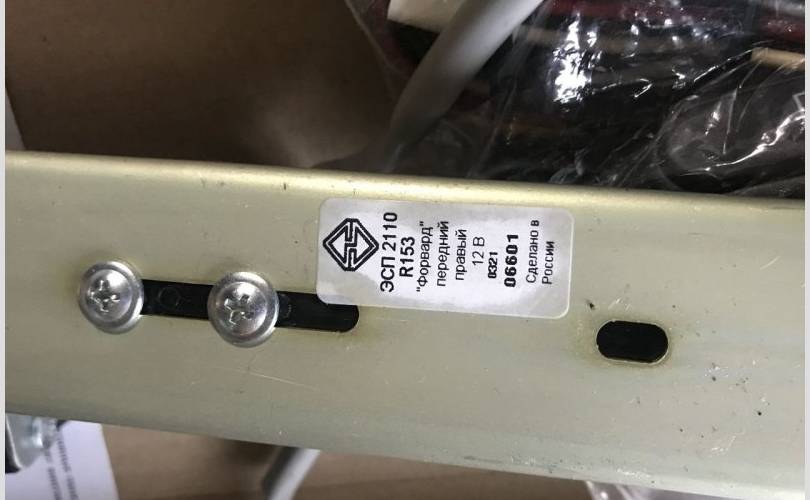 ЭСП 2110
R153
"Форвард"
передний
правый
12 В
0321
06601
Сделано в
России